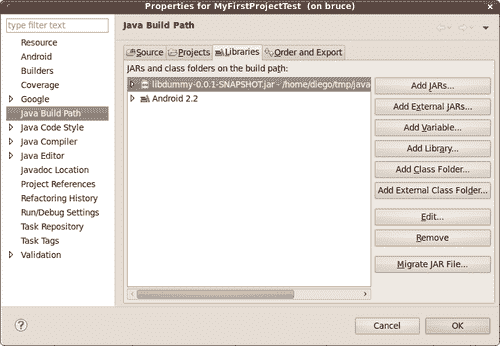 Properties for MyFirstProjectTest (on bruce)
type filter text
Resource
Android
Builders
Coverage
Google
Java Build Path
Java Code Style
Java Compiler
Java Editor
Javadoc Location
Project References
Refactoring History
Run/Debug Settings
Task Repository
Task Tags
Validation
Java Build Path
Source Projects Libraries Order and Export
JARs and class folders on the build path:
libdummy-0.0.1-SNAPSHOT.jar - /home/diego/tmp/java
Android 2.2
Add JARs...
Add External JARs...
Add Variable...
Add Library...
Add Class Folder...
Add External Class Folder...
Edit...
Remove
Migrate JAR File...
?
Cancel OK